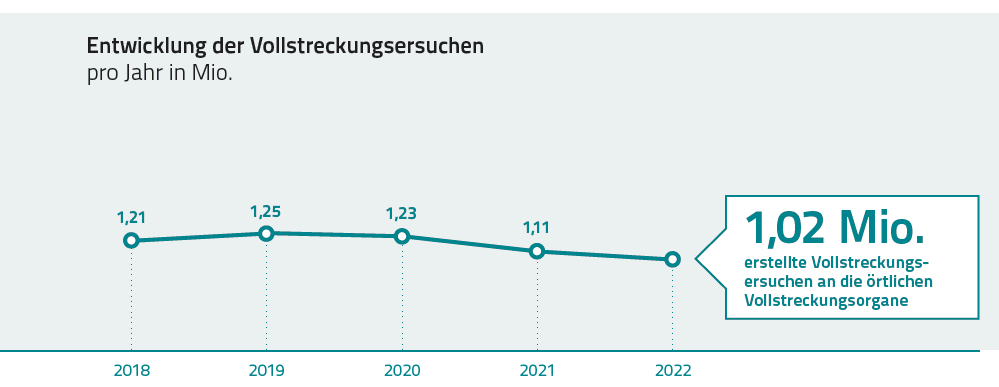 Entwicklung der Vollstreckungsersuchen
pro Jahr in Mio.
1,21
1,25
1,23
1,11
1,02 Mio.
erstellte Vollstreckungs-
ersuchen an die örtlichen
Vollstreckungsorgane
2018
2019
2020
2021
2022